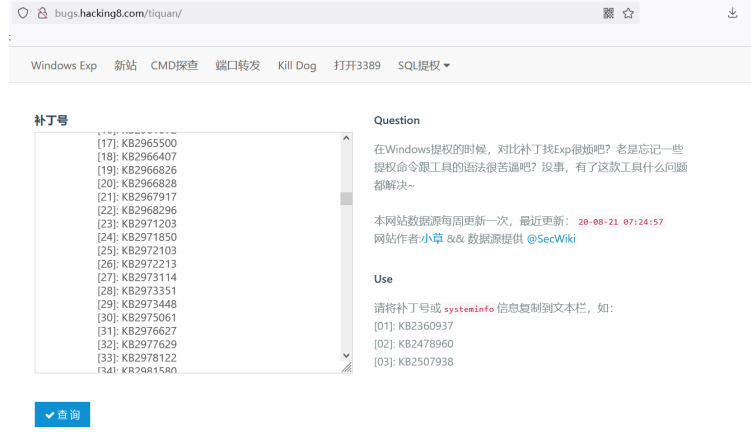 bugs.hacking8.com/tiquan/
Windows Exp 新站 CMD探查 端口转发 Kill Dog 打开3389 SQL提权
补丁号
[17]: KB2965500
[18]: KB2966407
[19]: KB2966826
[20]: KB2966828
[21]: KB2967917
[22]: KB2968296
[23]: KB2971203
[24]: KB2971850
[25]: KB2972103
[26]: KB2972213
[27]: KB2973114
[28]: KB2973351
[29]: KB2973448
[30]: KB2975061
[31]: KB2976627
[32]: KB2977629
[33]: KB2978122
[34]: KB2981580
查询
Question
在Windows提权的时候，对比补丁找Exp很烦吧？老是忘记一些
提权命令跟工具的语法很苦逼吧？没事，有了这款工具什么问题
都解决~
本网站数据源每周更新一次，最近更新： 20-08-21 07:24:57
网站作者:小草 && 数据源提供 @SecWiki
Use
请将补丁号或 systeminfo 信息复制到文本栏，如：
[01]: KB2360937
[02]: KB2478960
[03]: KB2507938